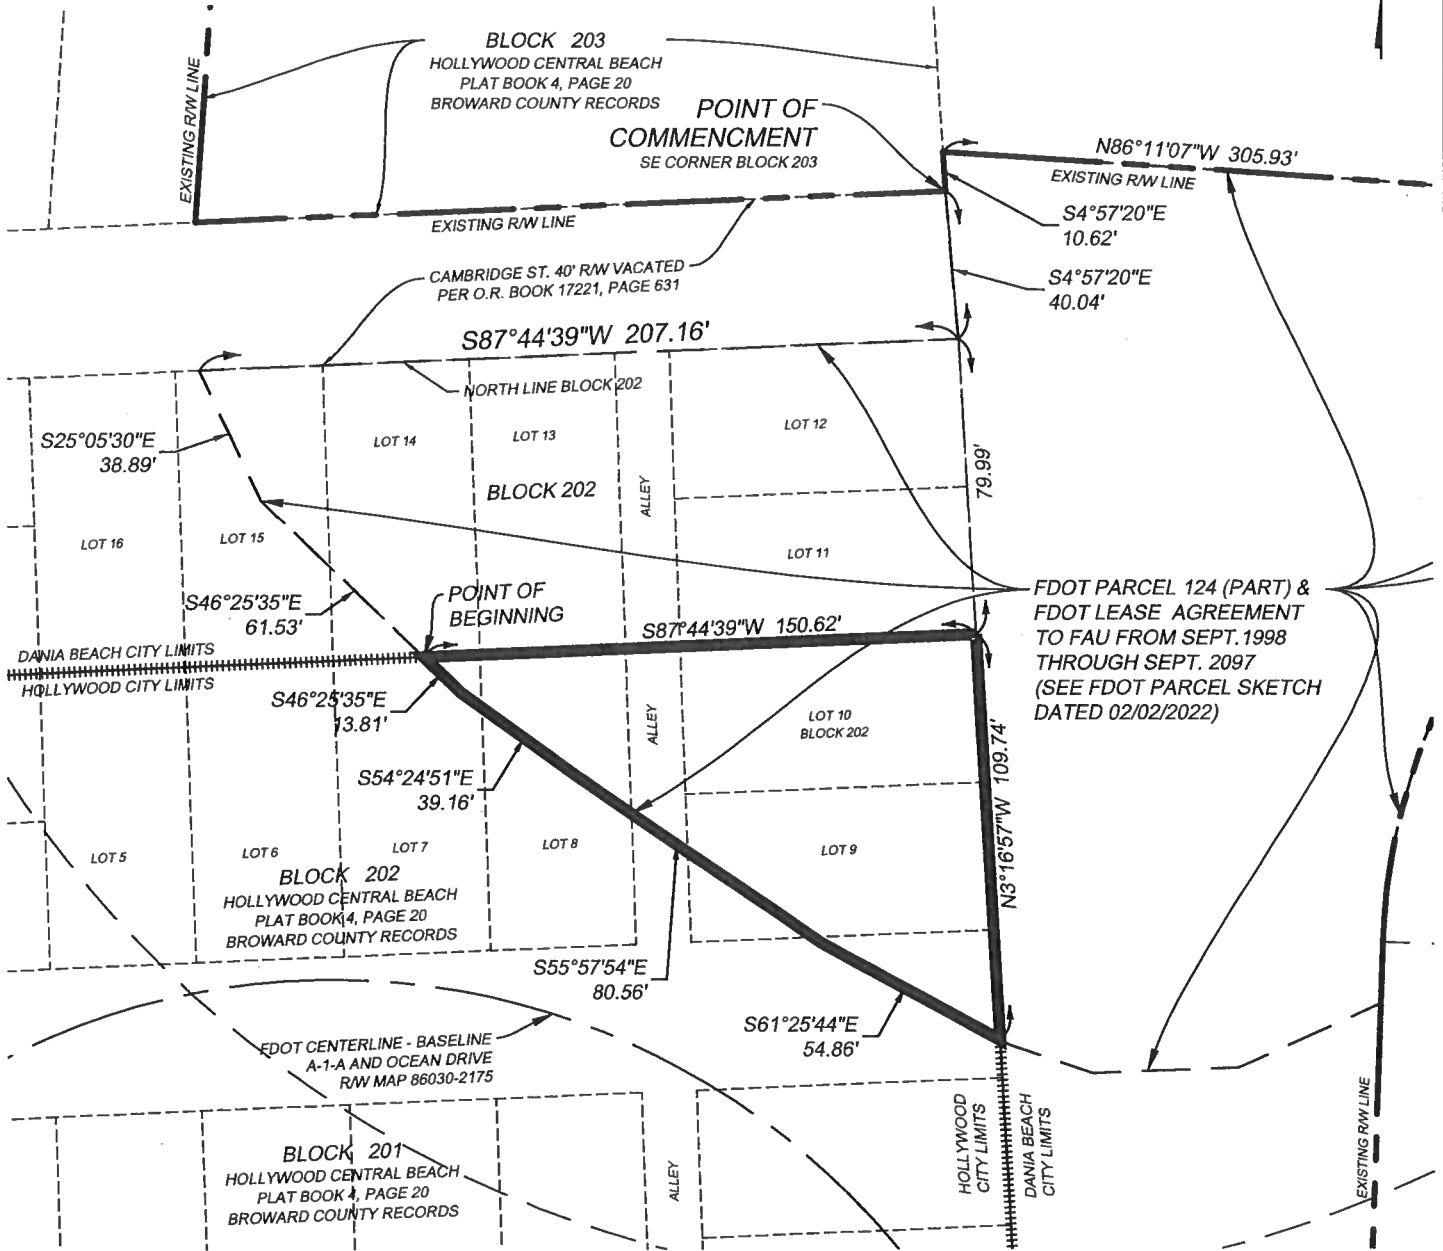 BLOCK 203
HOLLYWOOD CENTRAL BEACH
PLAT BOOK 4, PAGE 20
BROWARD COUNTY RECORDS
EXISTING R/W LINE
POINT OF
COMMENCMENT
SE CORNER BLOCK 203
N86°11'07"W 305.93'
EXISTING R/W LINE
S4°57'20"E
10.62'
EXISTING R/W LINE
CAMBRIDGE ST. 40' R/W VACATED
PER O.R. BOOK 17221, PAGE 631
S4°57'20"E
40.04'
S87°44'39"W 207.16'
NORTH LINE BLOCK 202
S25°05'30"E
38.89'
LOT 14
LOT 13
LOT 12
79.99'
BLOCK 202
ALLEY
LOT 16
LOT 15
LOT 11
S46°25'35"E
61.53'
POINT OF
BEGINNING
FDOT PARCEL 124 (PART) &
FDOT LEASE AGREEMENT
TO FAU FROM SEPT.1998
THROUGH SEPT. 2097
(SEE FDOT PARCEL SKETCH
DATED 02/02/2022)
S87°44'39"W 150.62'
DANIA BEACH CITY LIMITS
HOLLYWOOD CITY LIMITS
S46°25'35"E
13.81'
ALLEY
LOT 10
BLOCK 202
N3°16'57"W 109.74'
S54°24'51"E
39.16'
LOT 5
LOT 6
LOT 7
LOT 8
LOT 9
BLOCK 202
HOLLYWOOD CENTRAL BEACH
PLAT BOOK 4, PAGE 20
BROWARD COUNTY RECORDS
S55°57'54"E
80.56'
S61°25'44"E
54.86'
FDOT CENTERLINE - BASELINE
A-1-A AND OCEAN DRIVE
R/W MAP 86030-2175
HOLLYWOOD
CITY LIMITS
DANIA BEACH
CITY LIMITS
EXISTING R/W LINE
BLOCK 201
HOLLYWOOD CENTRAL BEACH
PLAT BOOK 4, PAGE 20
BROWARD COUNTY RECORDS
ALLEY